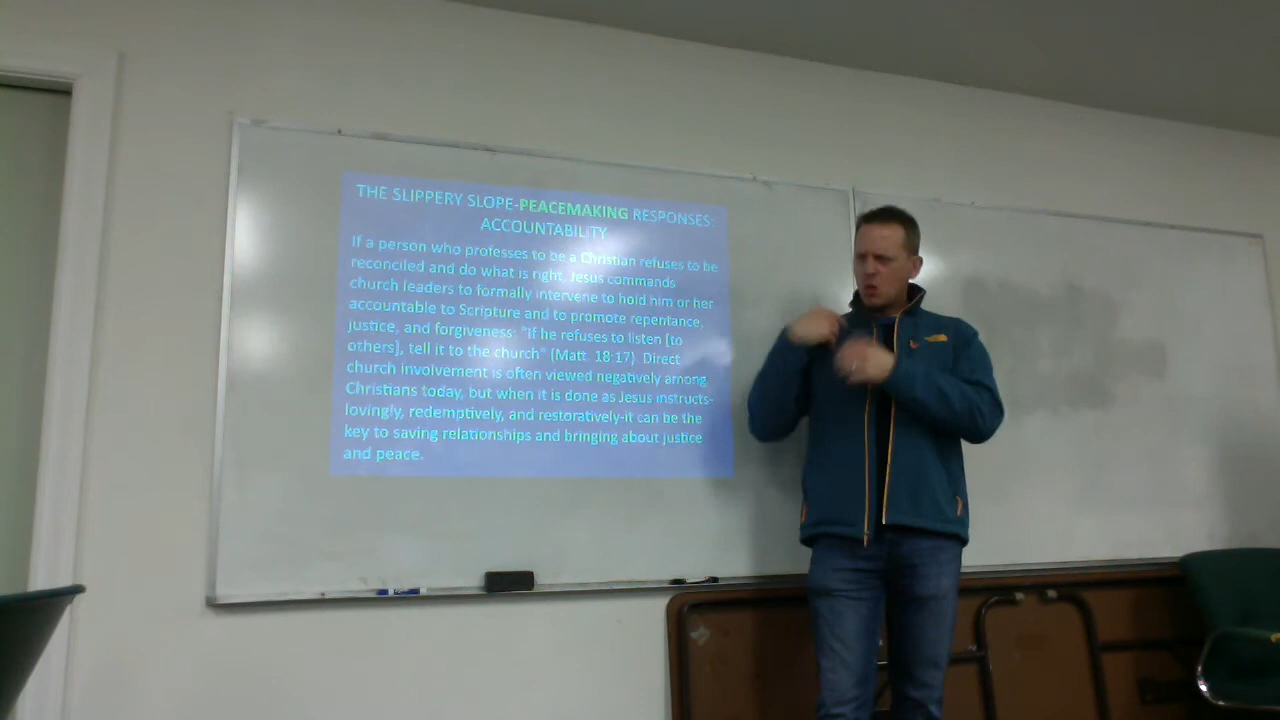 THE SLIPPERY SLOPE-PEACEMAKING RESPONSES:
ACCOUNTABILITY
If a person who professes to be a Christian refuses to be
reconciled and do what is right, Jesus commands
church leaders to formally intervene to hold him or her
accountable to Scripture and to promote repentance,
justice, and forgiveness: "If he refuses to listen [to
others], tell it to the church" (Matt 18:17). Direct
church involvement is often viewed negatively among
Christians today, but when it is done as Jesus instructs-
lovingly, redemptively, and restoratively-it can be the
key to saving relationships and bringing about justice
and peace.